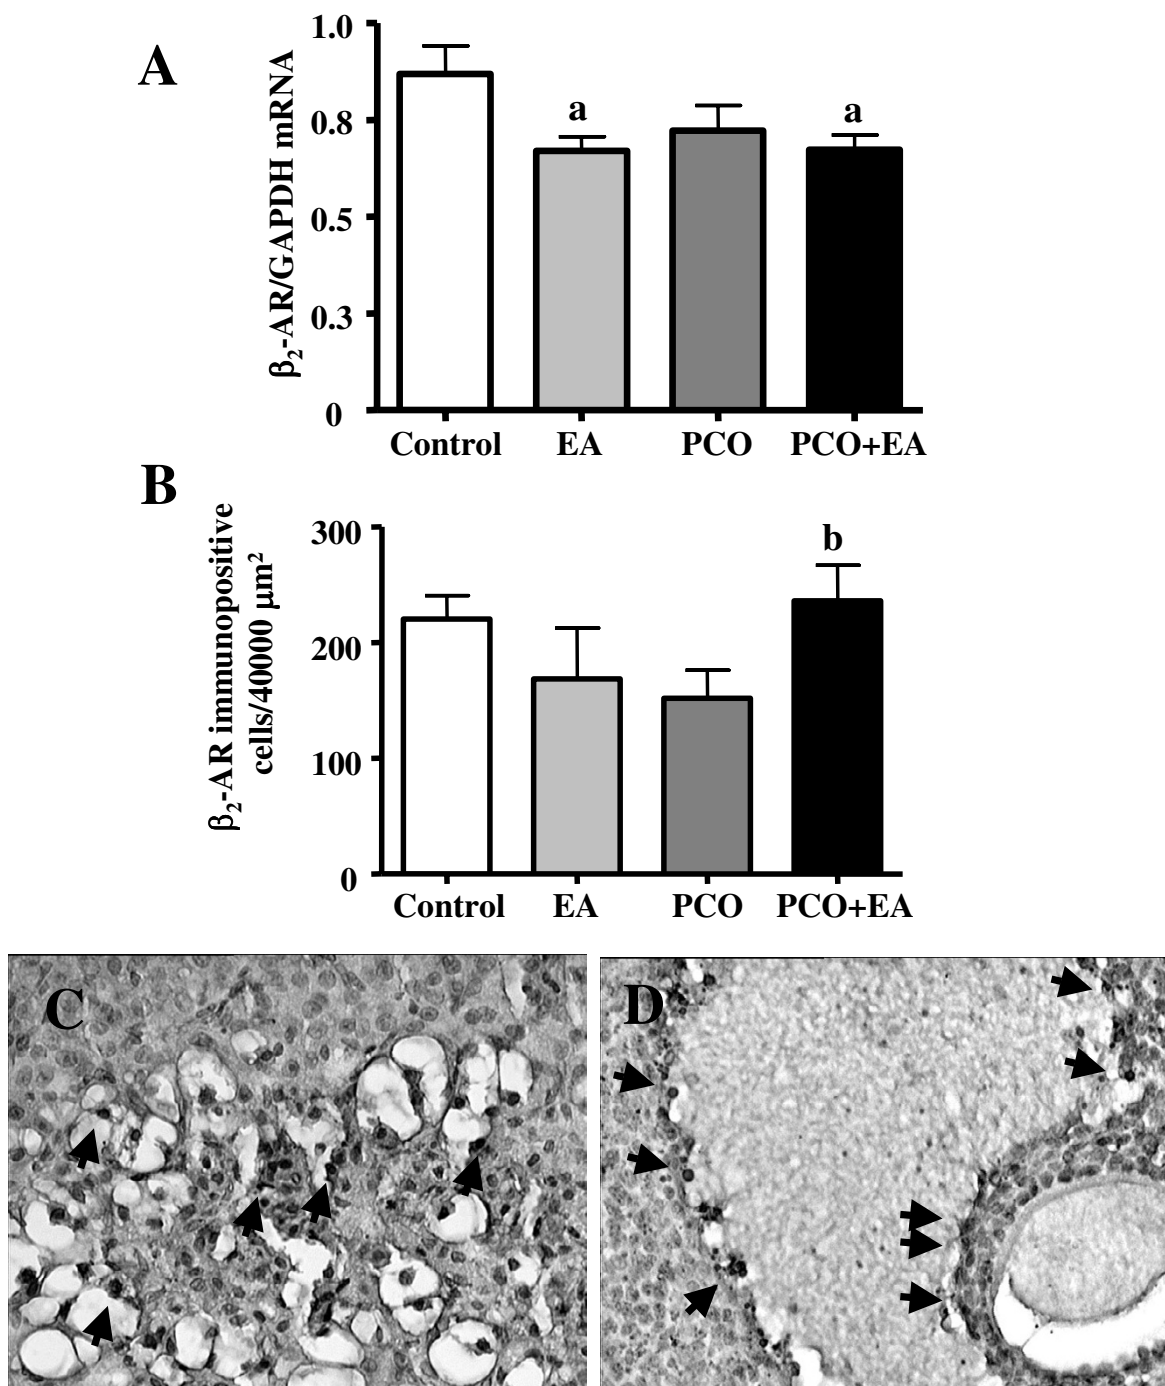 A
β₂-AR/GAPDH mRNA
1.0
0.8
0.5
0.3
0
a
a
Control EA PCO PCO+EA
B
β₂-AR immunopositive
cells/40000 μm²
300
200
100
0
b
Control EA PCO PCO+EA
C
D